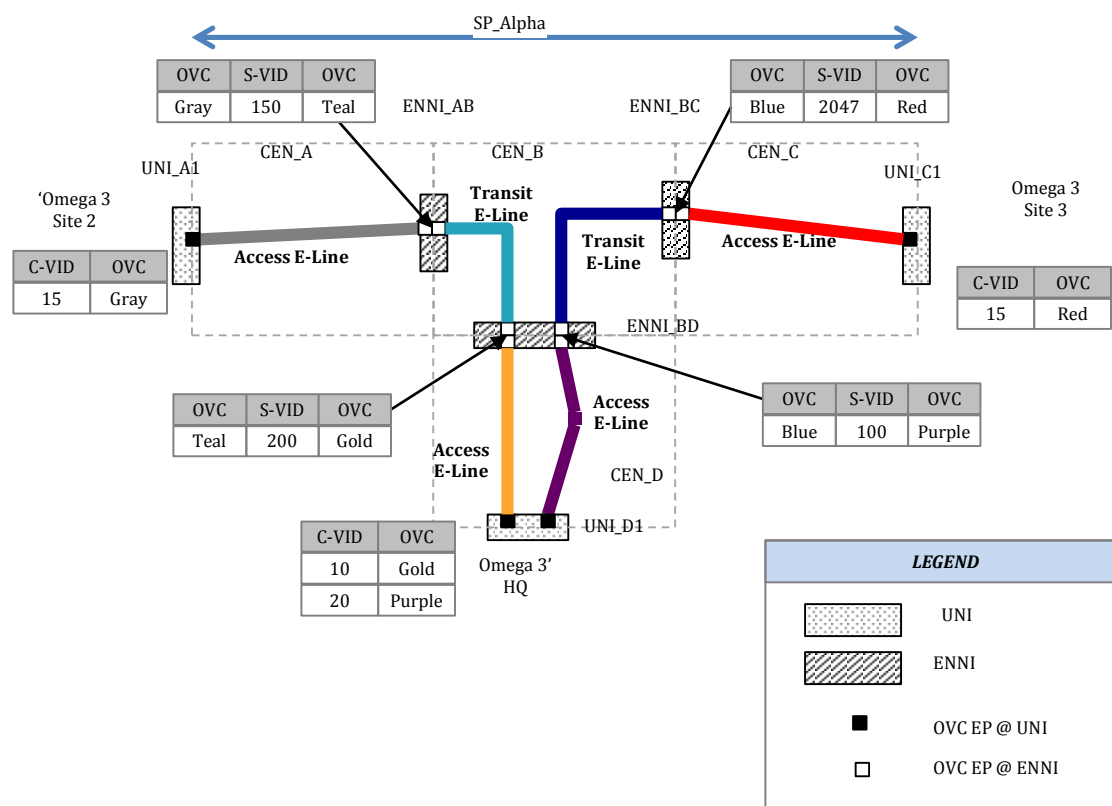 SP_Alpha
OVC S-VID OVC
Gray 150 Teal
ENNI_AB
ENNI_BC
OVC S-VID OVC
Blue 2047 Red
UNI_A1
CEN_A
CEN_B
CEN_C
UNI_C1
‘Omega 3
Site 2
Transit
E-Line
Access E-Line
Transit
E-Line
Access E-Line
Omega 3
Site 3
C-VID OVC
15 Gray
C-VID OVC
15 Red
ENNI_BD
OVC S-VID OVC
Teal 200 Gold
OVC S-VID OVC
Blue 100 Purple
Access
E-Line
Access
E-Line
CEN_D
UNI_D1
C-VID OVC
10 Gold
20 Purple
Omega 3’
HQ
LEGEND
UNI
ENNI
OVC EP @ UNI
OVC EP @ ENNI